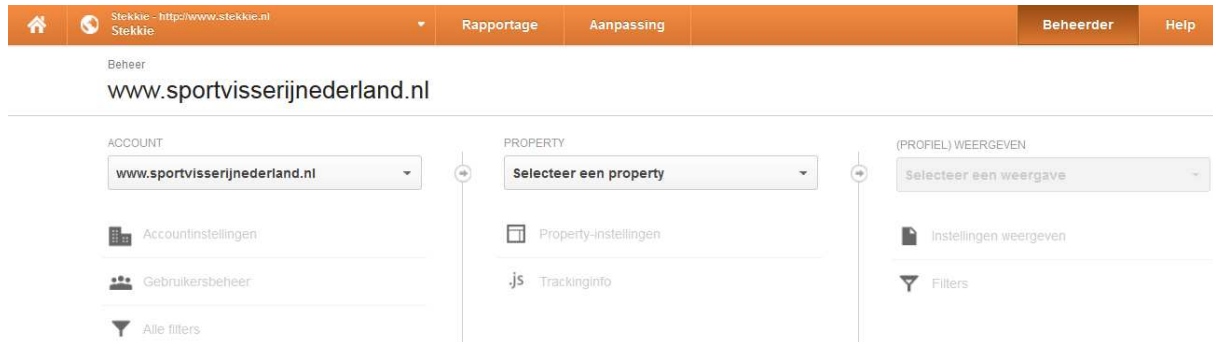 Stekkie - http://www.stekkie.nl
Stekkie
Rapportage
Aanpassing
Beheerder
Help
Beheer
www.sportvisserijnederland.nl
ACCOUNT
www.sportvisserijnederland.nl
Accountinstellingen
Gebruikersbeheer
Alle filters
PROPERTY
Selecteer een property
Property-instellingen
.js Trackinginfo
(PROFIEL) WEERGEVEN
Selecteer een weergave
Instellingen weergeven
Filters